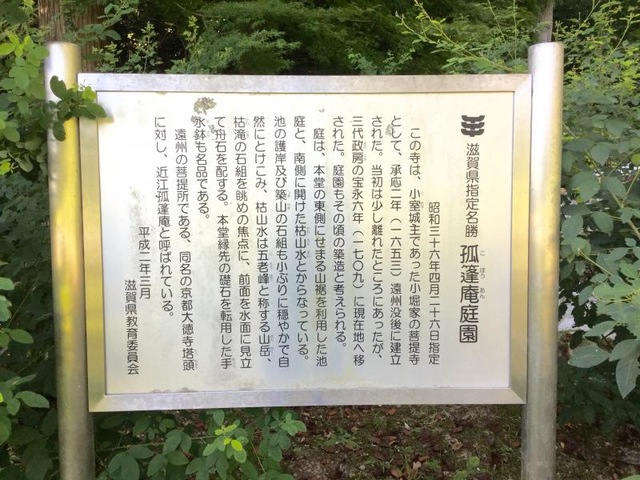 滋賀県指定名勝 孤篷庵庭園
こ ほう あん
昭和三十六年四月二十六日指定
この寺は、小室城主であった小堀家の菩提寺
として、承応二年（一六五三）遠州没後に建立
された。当初は少し離れたところにあったが、
三代政房の宝永六年（一七〇九）に現在地へ移
された。庭園もその頃の築造と考えられる。
庭は、本堂の東側にせまる山裾を利用した池
庭と、南側に開けた枯山水とからなっている。
池の護岸及び築山の石組も小ぶりに穏やかで自
然にとけこみ、枯山水は五老峰と称する山岳、
枯滝の石組を眺めの焦点に、前面を水面に見立
て舟石を配する。本堂縁先の礎石を転用した手
水鉢も名品である。
遠州の菩提所である、同名の京都大徳寺塔頭
に対し、近江孤篷庵と呼ばれている。
平成二年三月
滋賀県教育委員会